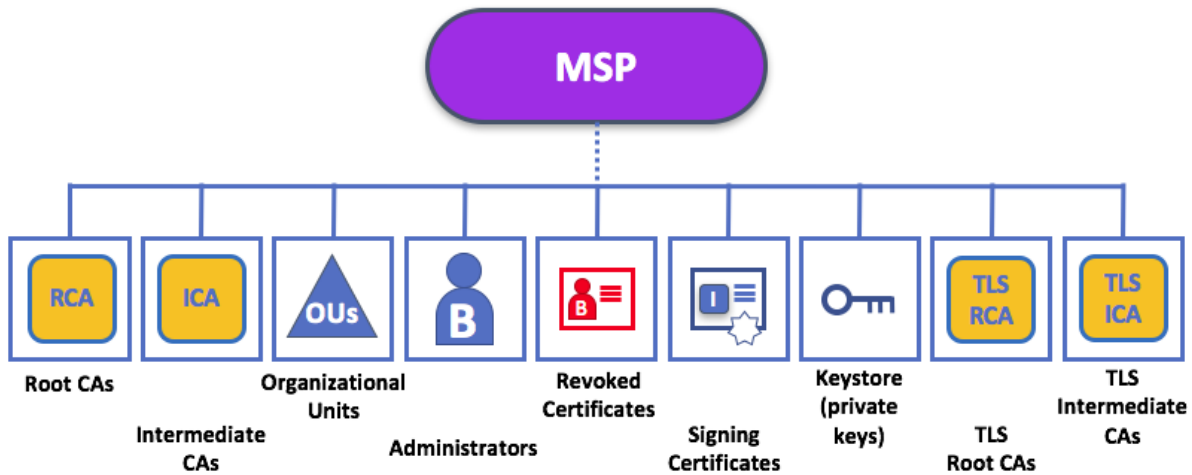 MSP
RCA
ICA
OUs
B
B
I
TLS
RCA
TLS
ICA
Root CAs
Intermediate
CAs
Organizational
Units
Administrators
Revoked
Certificates
Signing
Certificates
Keystore
(private
keys)
TLS
Root CAs
TLS
Intermediate
CAs